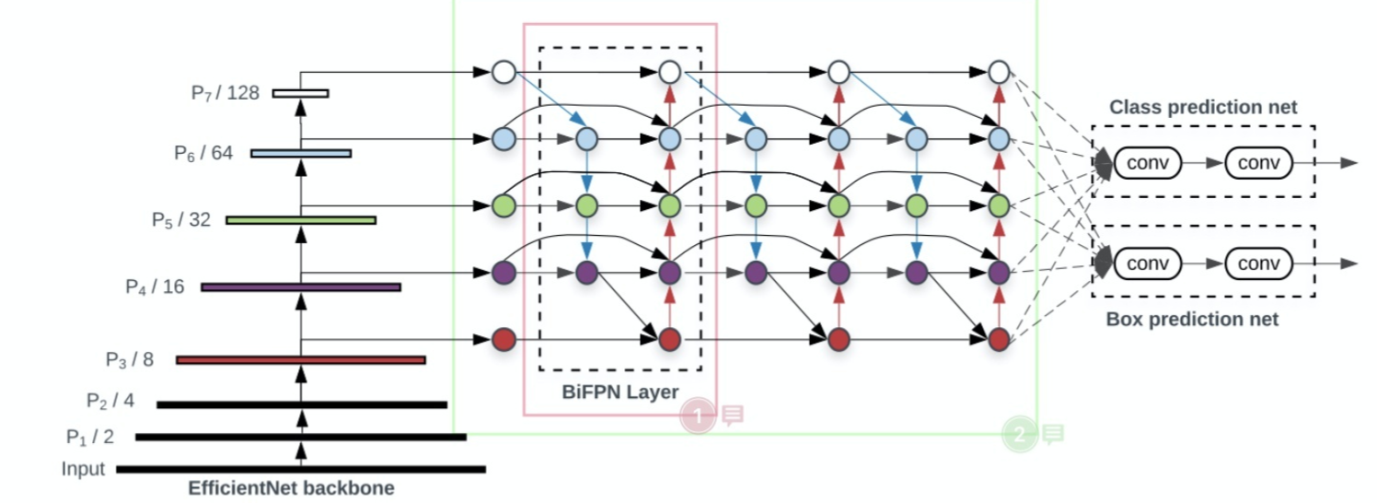 P7 / 128
P6 / 64
P5 / 32
P4 / 16
P3 / 8
P2 / 4
P1 / 2
Input
EfficientNet backbone
BiFPN Layer
1
2
Class prediction net
conv conv
conv conv
Box prediction net